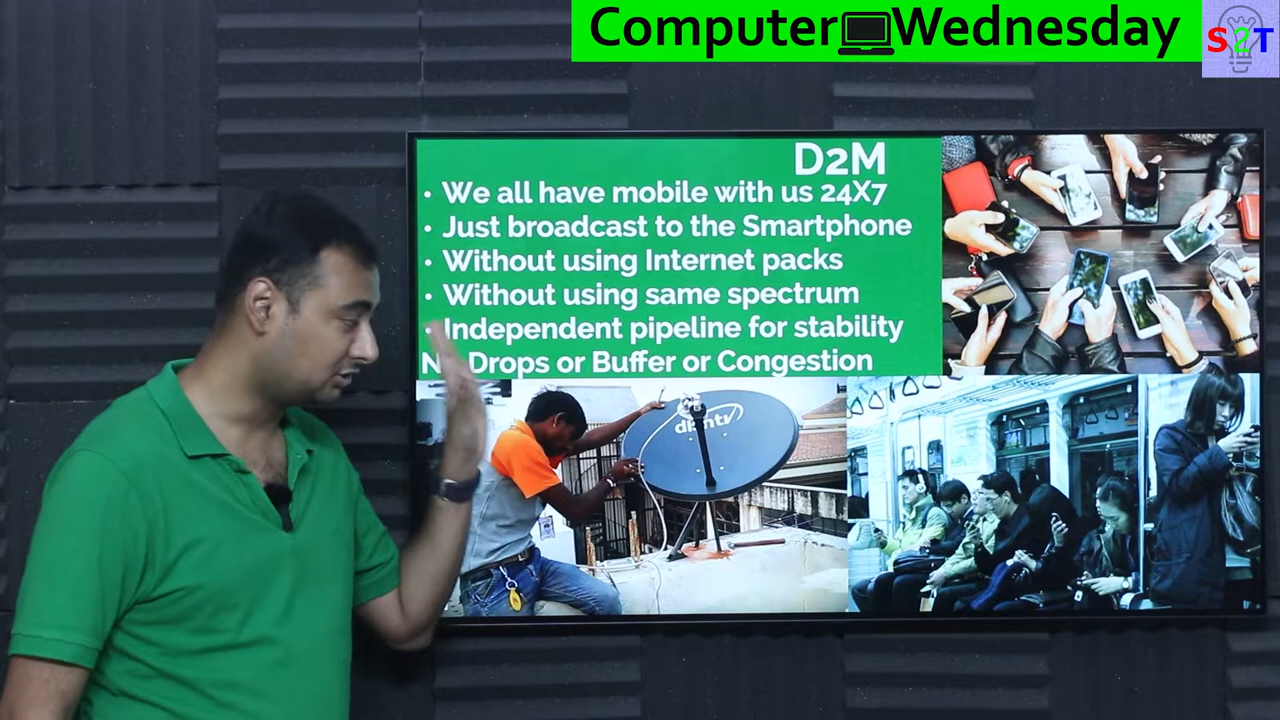 Computer Wednesday
S2T
D2M
• We all have mobile with us 24X7
• Just broadcast to the Smartphone
• Without using Internet packs
• Without using same spectrum
• Independent pipeline for stability
No Drops or Buffer or Congestion
dishtv